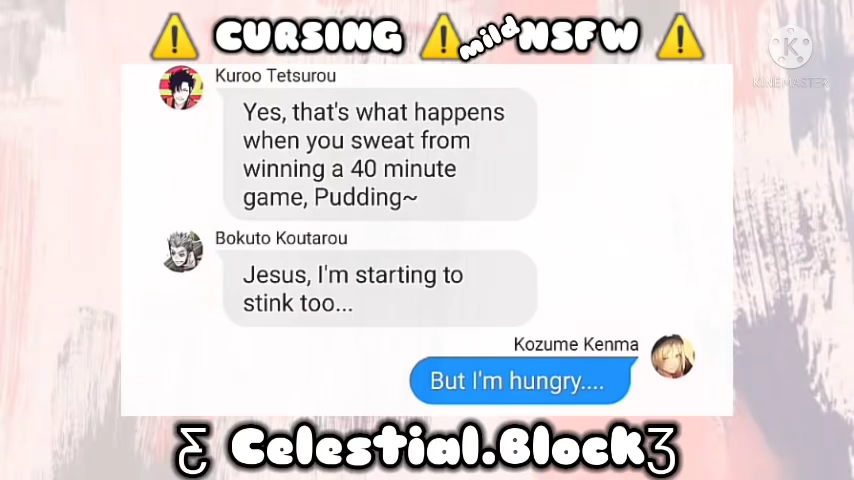 ⚠️ CURSING ⚠️ mild NSFW ⚠️
K
KINEMASTER
Kuroo Tetsurou
Yes, that's what happens
when you sweat from
winning a 40 minute
game, Pudding~
Bokuto Koutarou
Jesus, I'm starting to
stink too...
Kozume Kenma
But I'm hungry....
Ƹ Celestial.Block Ʒ